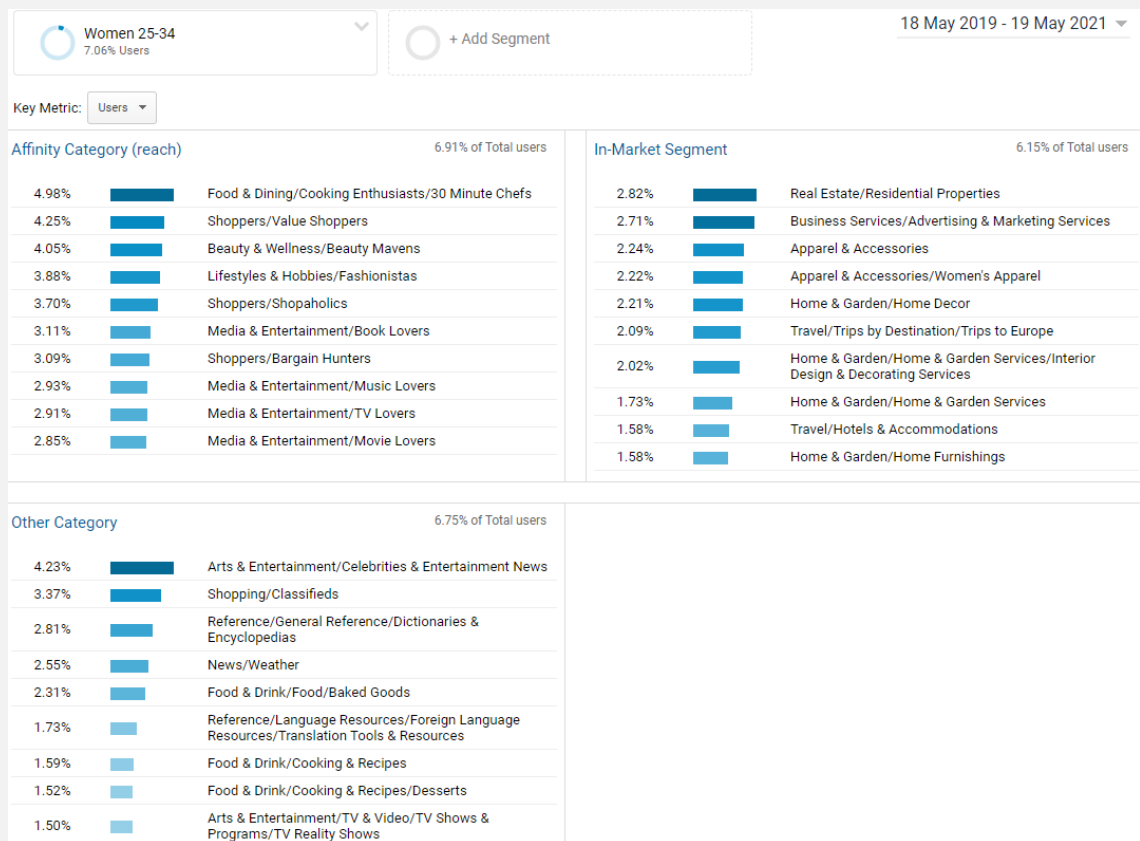 Women 25-34
7.06% Users
+ Add Segment
18 May 2019 - 19 May 2021
Key Metric: Users
Affinity Category (reach) 6.91% of Total users
4.98% Food & Dining/Cooking Enthusiasts/30 Minute Chefs
4.25% Shoppers/Value Shoppers
4.05% Beauty & Wellness/Beauty Mavens
3.88% Lifestyles & Hobbies/Fashionistas
3.70% Shoppers/Shopaholics
3.11% Media & Entertainment/Book Lovers
3.09% Shoppers/Bargain Hunters
2.93% Media & Entertainment/Music Lovers
2.91% Media & Entertainment/TV Lovers
2.85% Media & Entertainment/Movie Lovers
In-Market Segment 6.15% of Total users
2.82% Real Estate/Residential Properties
2.71% Business Services/Advertising & Marketing Services
2.24% Apparel & Accessories
2.22% Apparel & Accessories/Women's Apparel
2.21% Home & Garden/Home Decor
2.09% Travel/Trips by Destination/Trips to Europe
2.02% Home & Garden/Home & Garden Services/Interior
Design & Decorating Services
1.73% Home & Garden/Home & Garden Services
1.58% Travel/Hotels & Accommodations
1.58% Home & Garden/Home Furnishings
Other Category 6.75% of Total users
4.23% Arts & Entertainment/Celebrities & Entertainment News
3.37% Shopping/Classifieds
2.81% Reference/General Reference/Dictionaries &
Encyclopedias
2.55% News/Weather
2.31% Food & Drink/Food/Baked Goods
1.73% Reference/Language Resources/Foreign Language
Resources/Translation Tools & Resources
1.59% Food & Drink/Cooking & Recipes
1.52% Food & Drink/Cooking & Recipes/Desserts
1.50% Arts & Entertainment/TV & Video/TV Shows &
Programs/TV Reality Shows